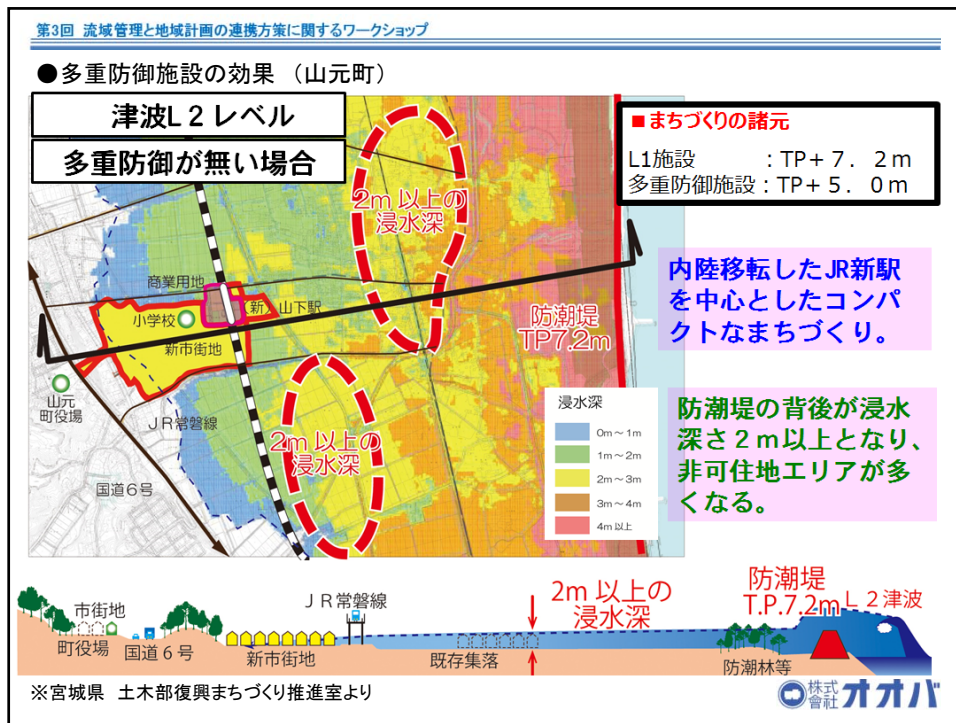 第3回 流域管理と地域計画の連携方策に関するワークショップ
●多重防御施設の効果 （山元町）
津波L２レベル
多重防御が無い場合
■まちづくりの諸元
L1施設　　　：TP＋７．２ｍ
多重防御施設：TP＋５．０ｍ
2m 以上の
浸水深
商業用地
小学校
（新）山下駅
新市街地
山元
町役場
ＪＲ常磐線
国道６号
2m 以上の
浸水深
防潮堤
TP7.2m
浸水深
0m～1m
1m～2m
2m～3m
3m～4m
4m以上
内陸移転したJR新駅
を中心としたコンパ
クトなまちづくり。
防潮堤の背後が浸水
深さ２ｍ以上となり、
非可住地エリアが多
くなる。
市街地
町役場
国道６号
新市街地
ＪＲ常磐線
既存集落
2m 以上の
浸水深
防潮堤
T.P.7.2m
Ｌ２津波
防潮林等
※宮城県　土木部復興まちづくり推進室より
株式
會社
オオバ